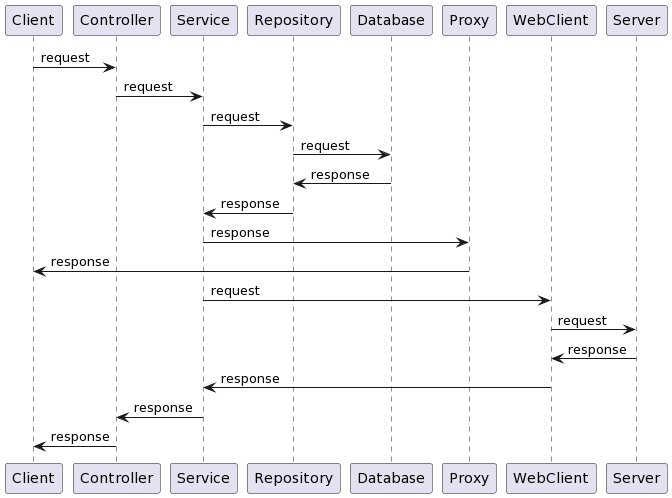 Client Controller Service Repository Database Proxy WebClient Server
request
request
request
request
response
response
response
response
request
request
response
response
response
response
Client Controller Service Repository Database Proxy WebClient Server